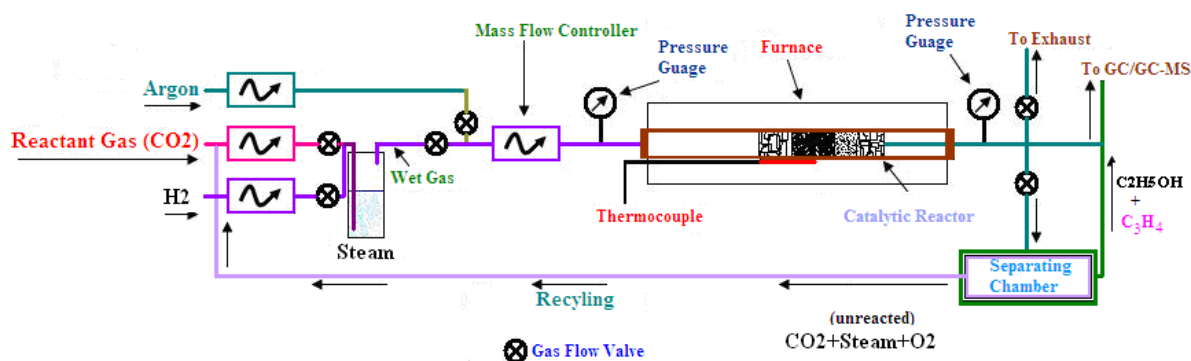 Mass Flow Controller
Pressure
Guage
Furnace
Pressure
Guage
To Exhaust
To GC/GC-MS
Argon
Reactant Gas (CO2)
Wet Gas
H2
Steam
Thermocouple
Catalytic Reactor
C2H5OH
+
C3H4
Separating
Chamber
Recyling
(unreacted)
CO2+Steam+O2
Gas Flow Valve